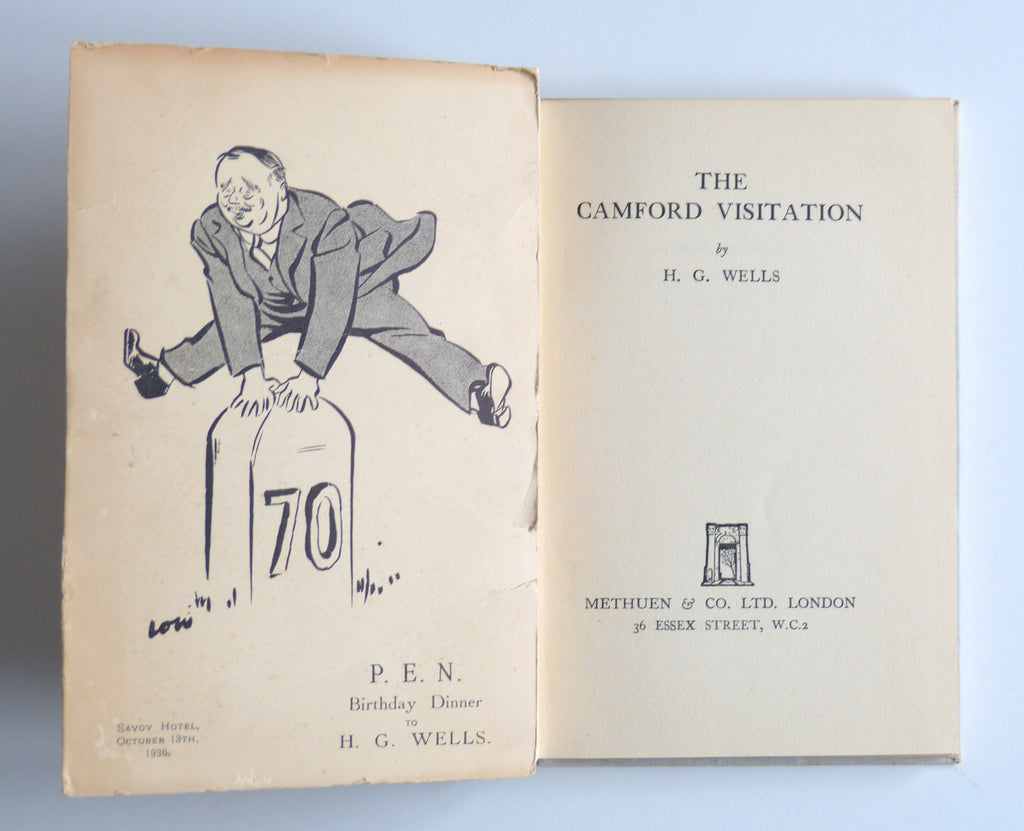 70
LOW
P. E. N.
Birthday Dinner
TO
H. G. WELLS.
SAVOY HOTEL,
OCTOBER 13TH,
1936.
THE
CAMFORD VISITATION
by
H. G. WELLS
METHUEN & CO. LTD. LONDON
36 ESSEX STREET, W.C.2